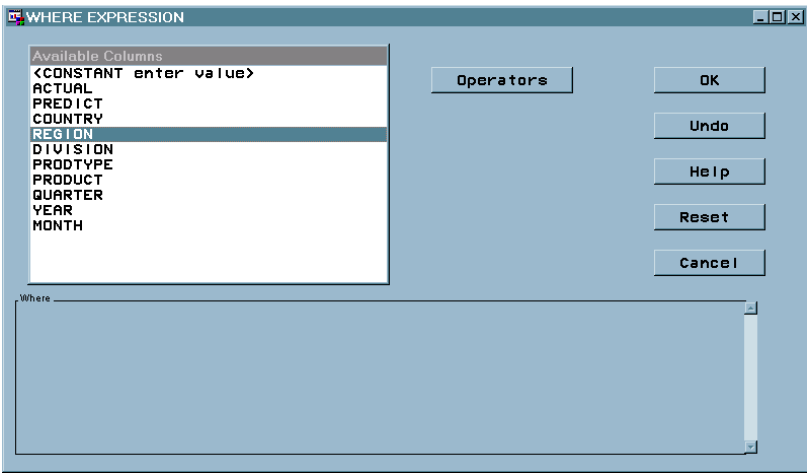 WHERE EXPRESSION
Available Columns
<CONSTANT enter value>
ACTUAL
PREDICT
COUNTRY
REGION
DIVISION
PRODTYPE
PRODUCT
QUARTER
YEAR
MONTH
Operators
OK
Undo
Help
Reset
Cancel
Where